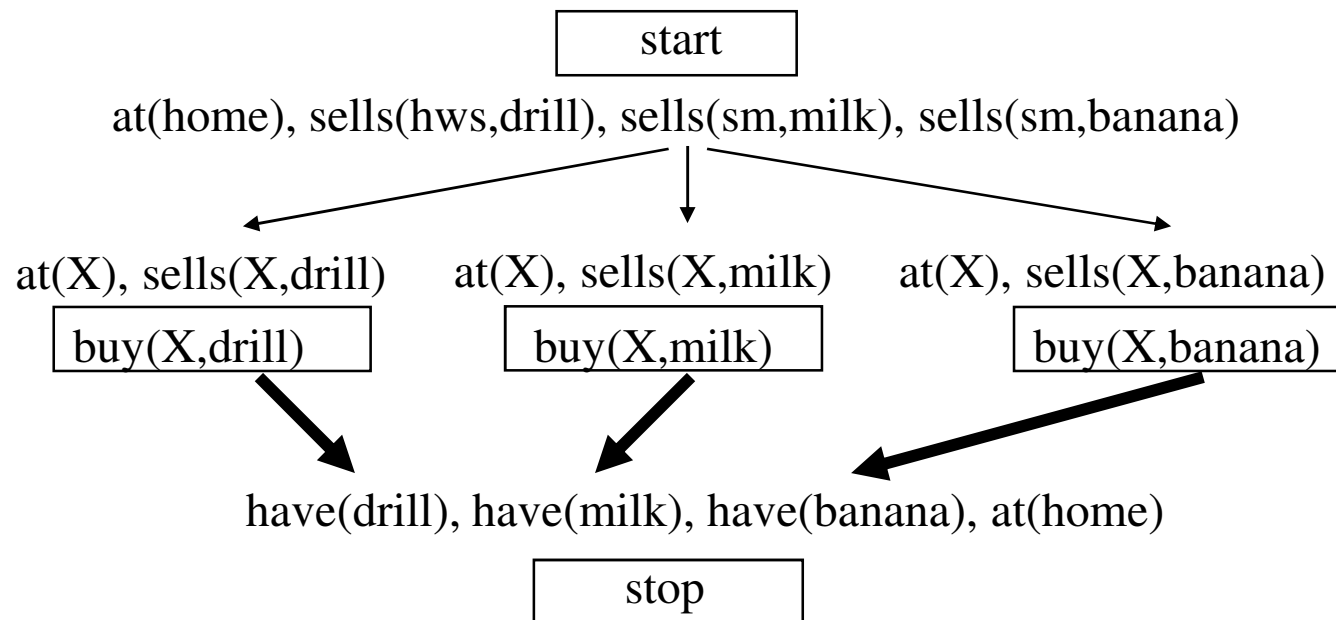 start
at(home), sells(hws,drill), sells(sm,milk), sells(sm,banana)
at(X), sells(X,drill) at(X), sells(X,milk) at(X), sells(X,banana)
buy(X,drill) buy(X,milk) buy(X,banana)
have(drill), have(milk), have(banana), at(home)
stop